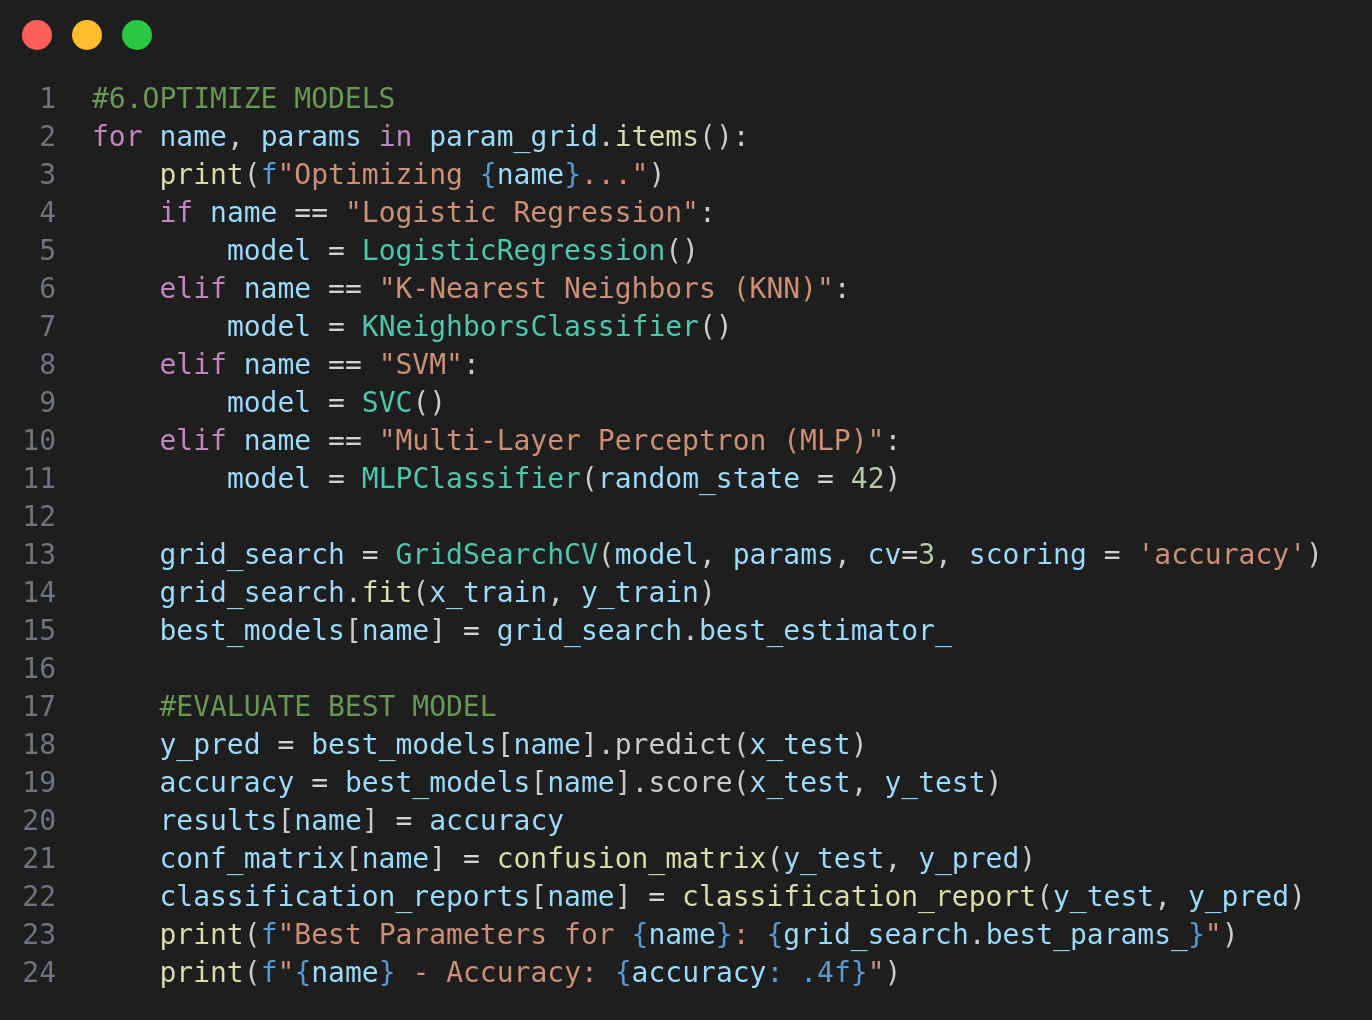 1 #6.OPTIMIZE MODELS
2 for name, params in param_grid.items():
3     print(f"Optimizing {name}...")
4     if name == "Logistic Regression":
5         model = LogisticRegression()
6     elif name == "K-Nearest Neighbors (KNN)":
7         model = KNeighborsClassifier()
8     elif name == "SVM":
9         model = SVC()
10     elif name == "Multi-Layer Perceptron (MLP)":
11         model = MLPClassifier(random_state = 42)
12
13     grid_search = GridSearchCV(model, params, cv=3, scoring = 'accuracy')
14     grid_search.fit(x_train, y_train)
15     best_models[name] = grid_search.best_estimator_
16
17     #EVALUATE BEST MODEL
18     y_pred = best_models[name].predict(x_test)
19     accuracy = best_models[name].score(x_test, y_test)
20     results[name] = accuracy
21     conf_matrix[name] = confusion_matrix(y_test, y_pred)
22     classification_reports[name] = classification_report(y_test, y_pred)
23     print(f"Best Parameters for {name}: {grid_search.best_params_}")
24     print(f"{name} - Accuracy: {accuracy: .4f}")